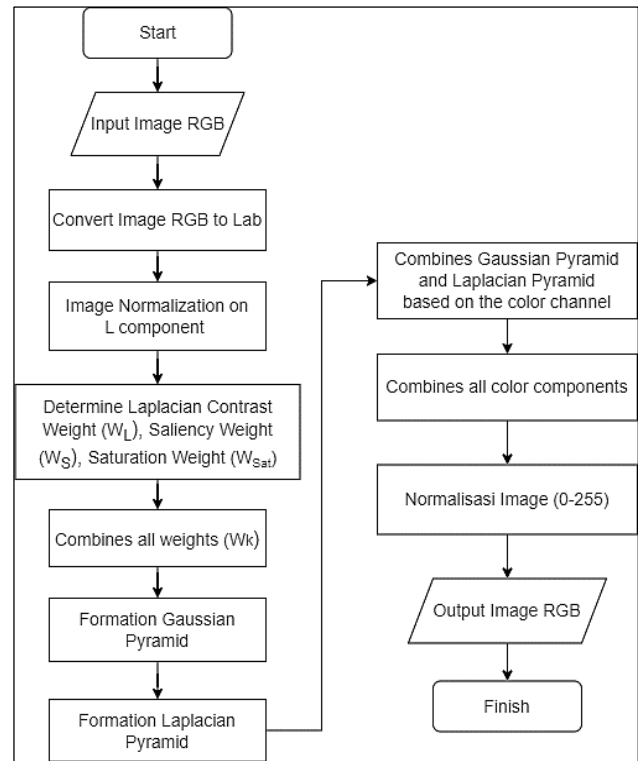 Start
Input Image RGB
Convert Image RGB to Lab
Image Normalization on
L component
Determine Laplacian Contrast
Weight (WL), Saliency Weight
(WS), Saturation Weight (WSat)
Combines all weights (Wk)
Formation Gaussian
Pyramid
Formation Laplacian
Pyramid
Combines Gaussian Pyramid
and Laplacian Pyramid
based on the color channel
Combines all color components
Normalisasi Image (0-255)
Output Image RGB
Finish